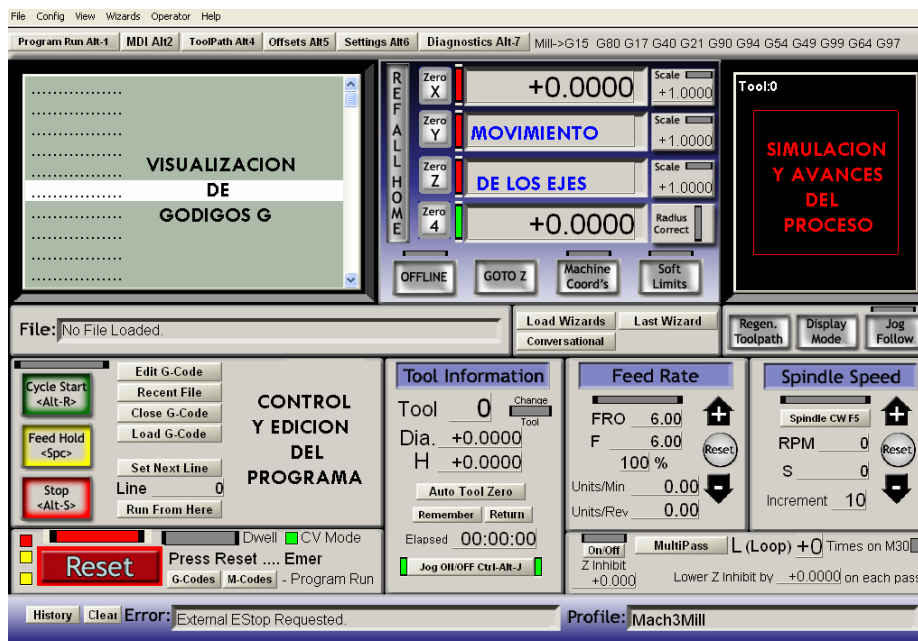 File Config View Wizards Operator Help
Program Run Alt-1 MDI Alt2 ToolPath Alt4 Offsets Alt5 Settings Alt6 Diagnostics Alt-7 Mill->G15 G80 G17 G40 G21 G90 G94 G54 G49 G99 G64 G97
VISUALIZACION
DE
GODIGOS G
REF ALL HOME
Zero X +0.0000 Scale +1.0000
Zero Y MOVIMIENTO Scale +1.0000
Zero Z DE LOS EJES Scale +1.0000
Zero 4 +0.0000 Radius Correct
OFFLINE GOTO Z Machine Coord's Soft Limits
Tool:0
SIMULACION
Y AVANCES
DEL
PROCESO
File: No File Loaded.
Load Wizards Last Wizard
Conversational
Regen. Toolpath Display Mode Jog Follow
Cycle Start <Alt-R>
Feed Hold <Spc>
Stop <Alt-S>
Edit G-Code
Recent File
Close G-Code
Load G-Code
Set Next Line
Line 0
Run From Here
CONTROL
Y EDICION
DEL
PROGRAMA
Reset
Dwell CV Mode
Press Reset .... Emer
G-Codes M-Codes - Program Run
Tool Information
Tool 0 Change Tool
Dia. +0.0000
H +0.0000
Auto Tool Zero
Remember Return
Elapsed 00:00:00
Jog ON/OFF Ctrl-Alt-J
Feed Rate
FRO 6.00
F 6.00
100 %
Reset
Units/Min 0.00
Units/Rev 0.00
Spindle Speed
Spindle CW F5
RPM 0
Reset
S 0
Increment 10
On/Off MultiPass L (Loop) +0 Times on M30
Z Inhibit
+0.000 Lower Z Inhibit by +0.0000 on each pass
History Clear Error: External EStop Requested. Profile: Mach3Mill